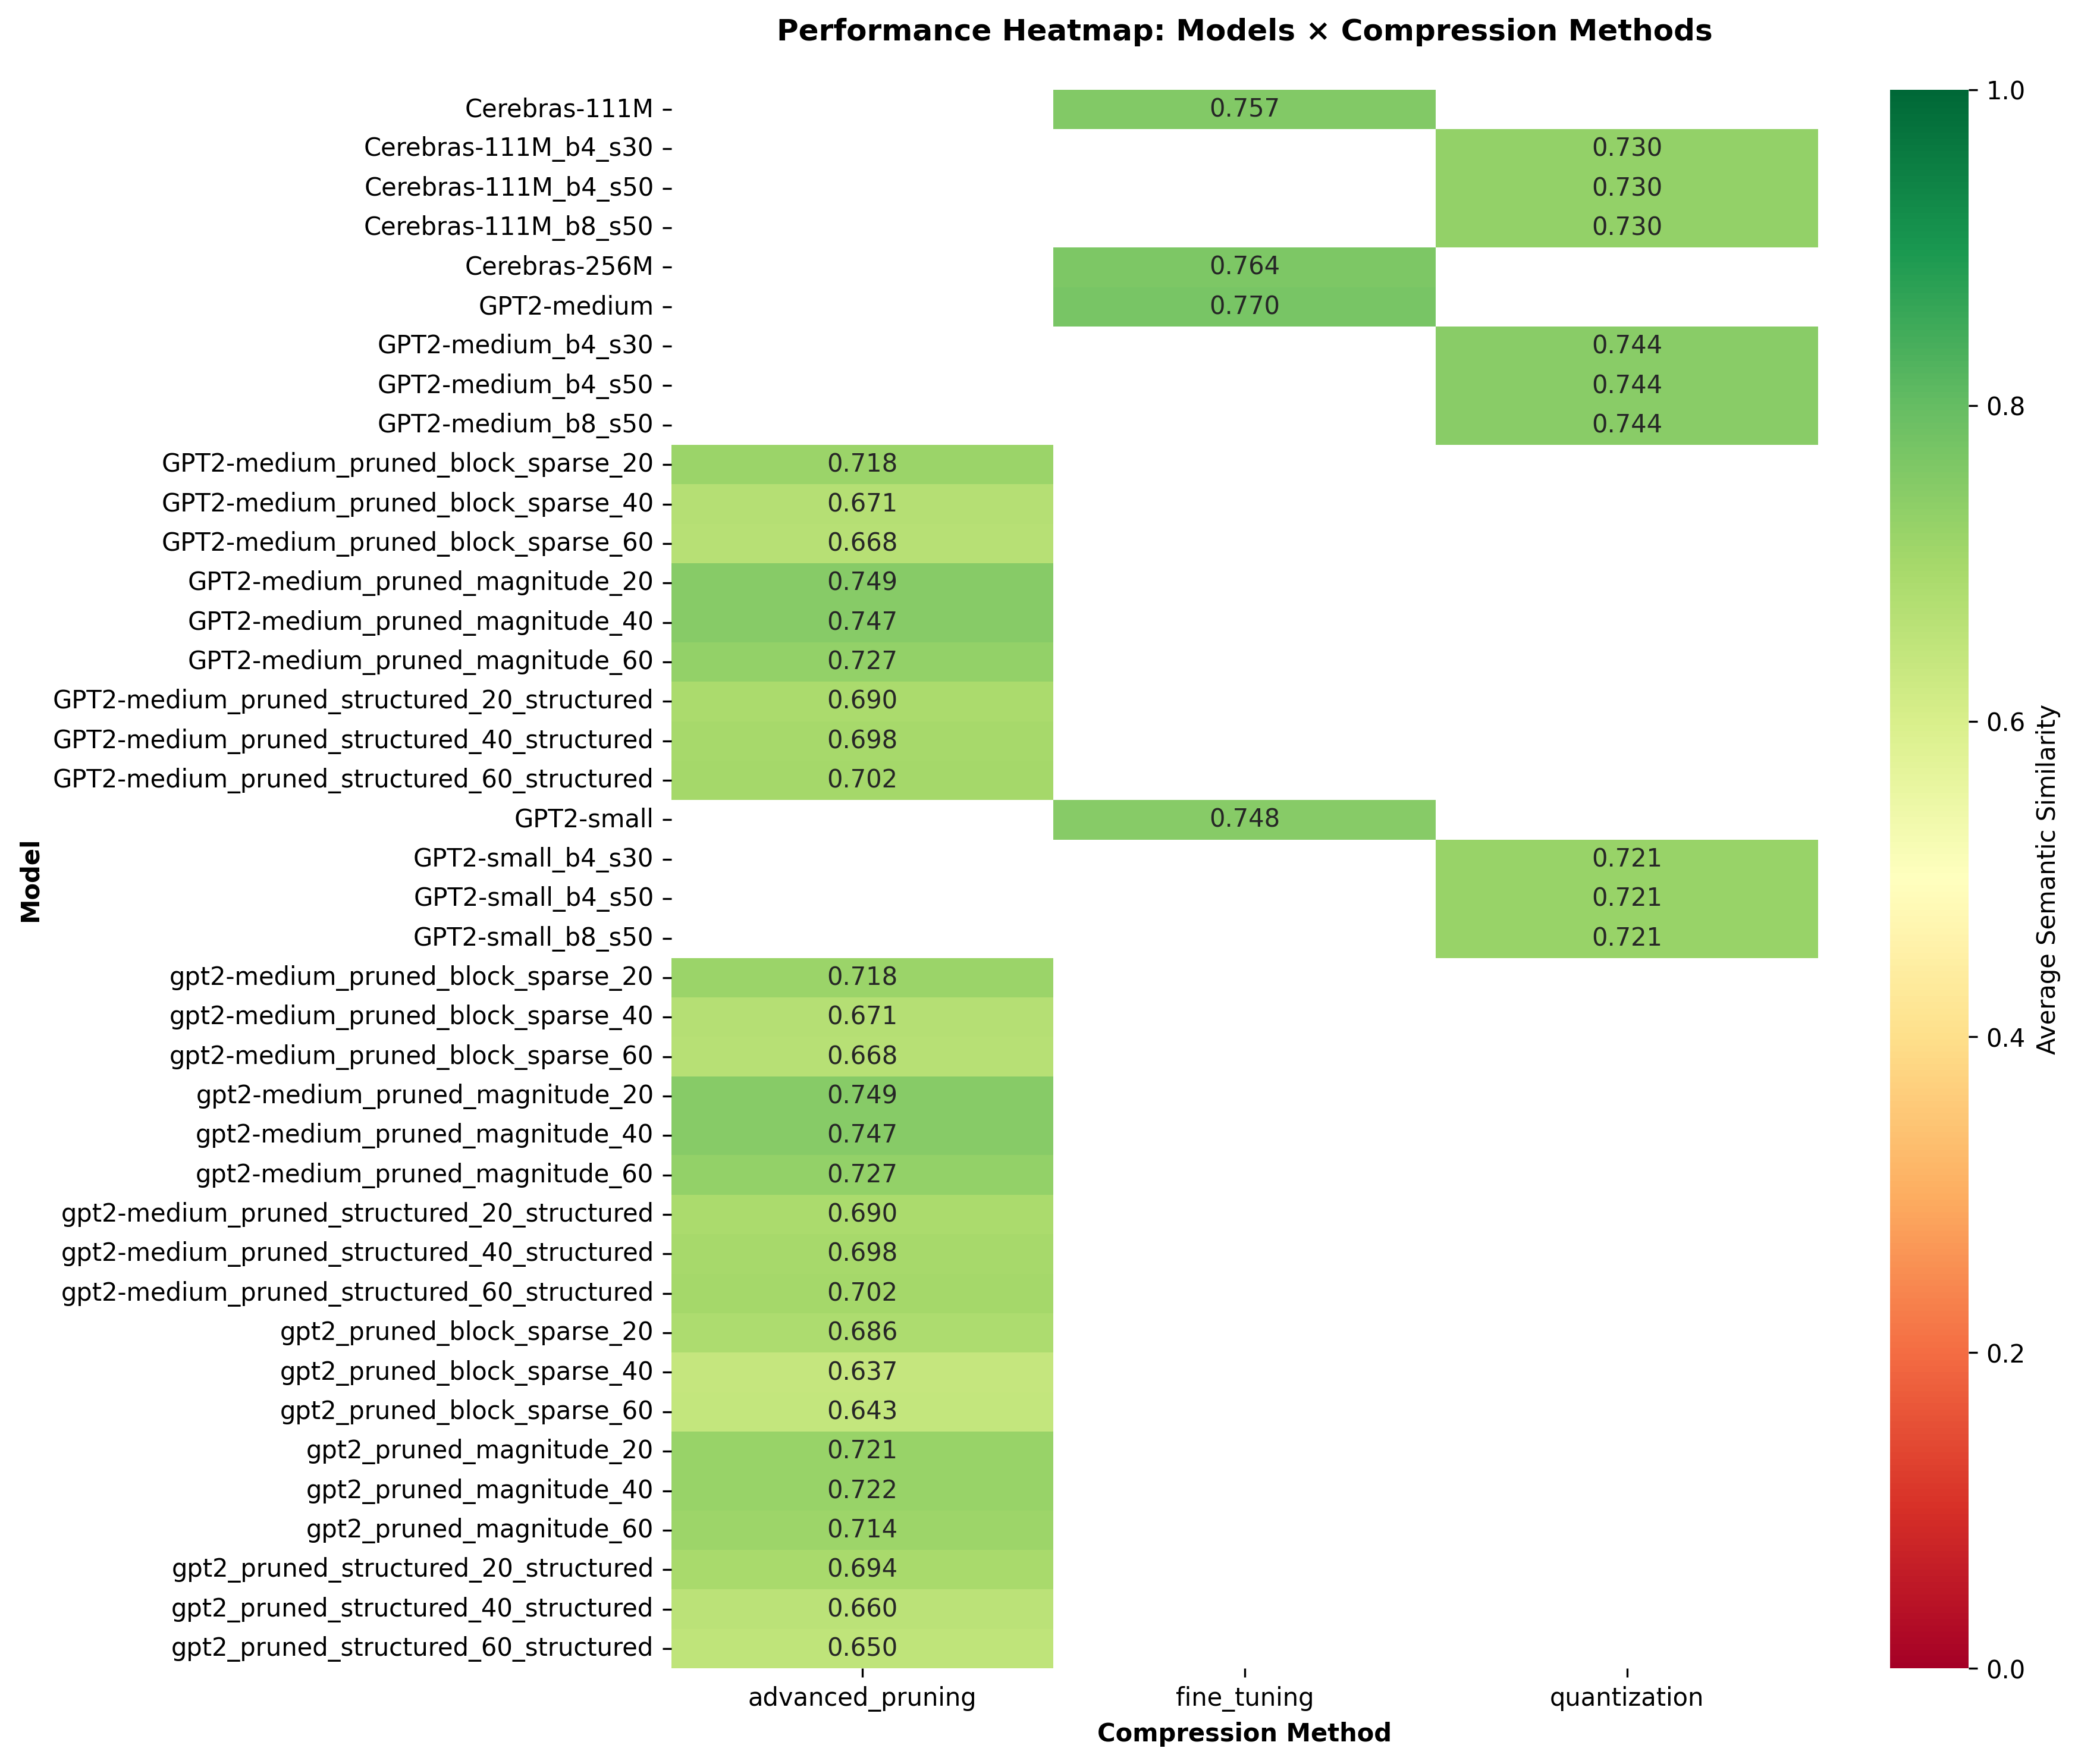 Performance Heatmap: Models × Compression Methods
Model
Cerebras-111M 0.757
Cerebras-111M_b4_s30 0.730
Cerebras-111M_b4_s50 0.730
Cerebras-111M_b8_s50 0.730
Cerebras-256M 0.764
GPT2-medium 0.770
GPT2-medium_b4_s30 0.744
GPT2-medium_b4_s50 0.744
GPT2-medium_b8_s50 0.744
GPT2-medium_pruned_block_sparse_20 0.718
GPT2-medium_pruned_block_sparse_40 0.671
GPT2-medium_pruned_block_sparse_60 0.668
GPT2-medium_pruned_magnitude_20 0.749
GPT2-medium_pruned_magnitude_40 0.747
GPT2-medium_pruned_magnitude_60 0.727
GPT2-medium_pruned_structured_20_structured 0.690
GPT2-medium_pruned_structured_40_structured 0.698
GPT2-medium_pruned_structured_60_structured 0.702
GPT2-small 0.748
GPT2-small_b4_s30 0.721
GPT2-small_b4_s50 0.721
GPT2-small_b8_s50 0.721
gpt2-medium_pruned_block_sparse_20 0.718
gpt2-medium_pruned_block_sparse_40 0.671
gpt2-medium_pruned_block_sparse_60 0.668
gpt2-medium_pruned_magnitude_20 0.749
gpt2-medium_pruned_magnitude_40 0.747
gpt2-medium_pruned_magnitude_60 0.727
gpt2-medium_pruned_structured_20_structured 0.690
gpt2-medium_pruned_structured_40_structured 0.698
gpt2-medium_pruned_structured_60_structured 0.702
gpt2_pruned_block_sparse_20 0.686
gpt2_pruned_block_sparse_40 0.637
gpt2_pruned_block_sparse_60 0.643
gpt2_pruned_magnitude_20 0.721
gpt2_pruned_magnitude_40 0.722
gpt2_pruned_magnitude_60 0.714
gpt2_pruned_structured_20_structured 0.694
gpt2_pruned_structured_40_structured 0.660
gpt2_pruned_structured_60_structured 0.650
advanced_pruning fine_tuning quantization
Compression Method
1.0
0.8
0.6
0.4
0.2
0.0
Average Semantic Similarity